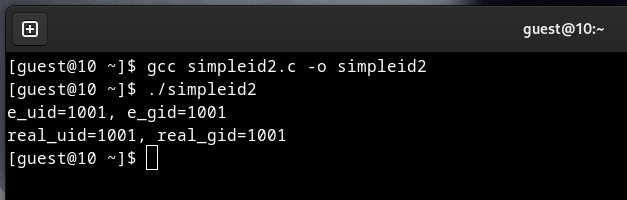 guest@10:~
[guest@10 ~]$ gcc simpleid2.c -o simpleid2
[guest@10 ~]$ ./simpleid2
e_uid=1001, e_gid=1001
real_uid=1001, real_gid=1001
[guest@10 ~]$